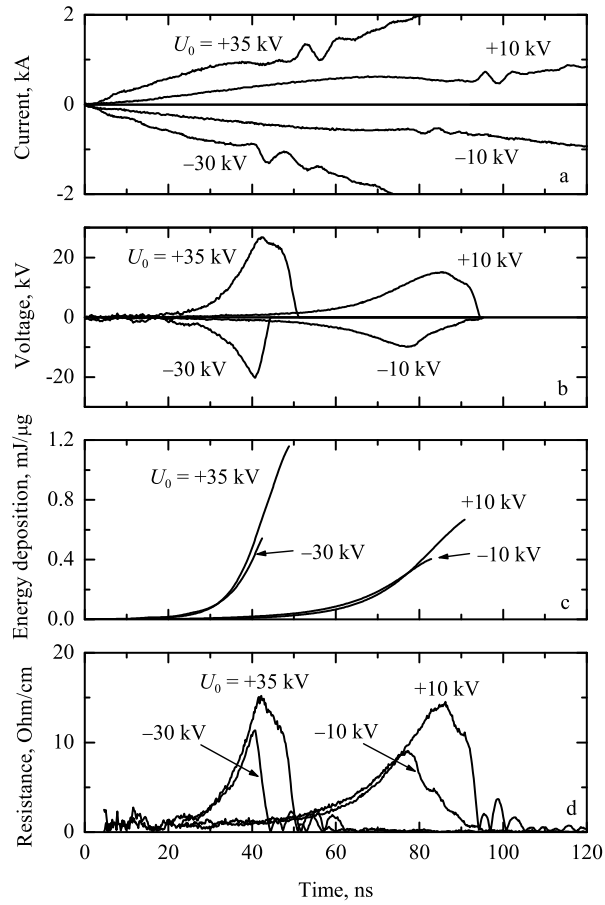 2
U₀ = +35 kV
+10 kV
0
–30 kV
–10 kV
-2
a
Current, kA
20
U₀ = +35 kV
+10 kV
0
–30 kV
–10 kV
-20
b
Voltage, kV
1.2
U₀ = +35 kV
0.8
+10 kV
–30 kV
–10 kV
0.4
0.0
c
Energy deposition, mJ/µg
20
U₀ = +35 kV
+10 kV
–30 kV
–10 kV
10
0
d
Resistance, Ohm/cm
0 20 40 60 80 100 120
Time, ns